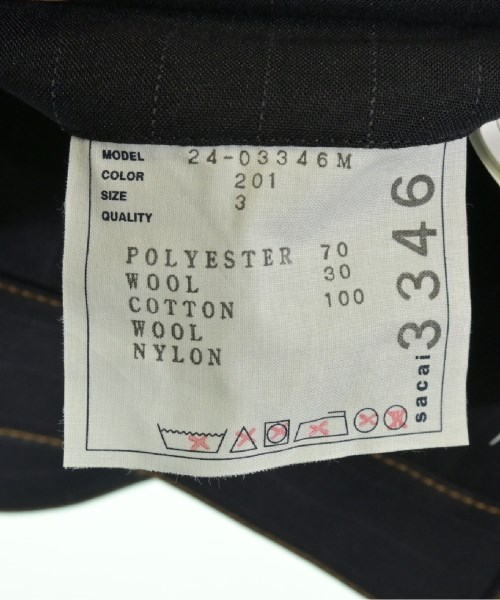 MODEL 24-03346M
COLOR 201
SIZE 3
QUALITY
POLYESTER 70
WOOL 30
COTTON 100
WOOL
NYLON
sacai 3346